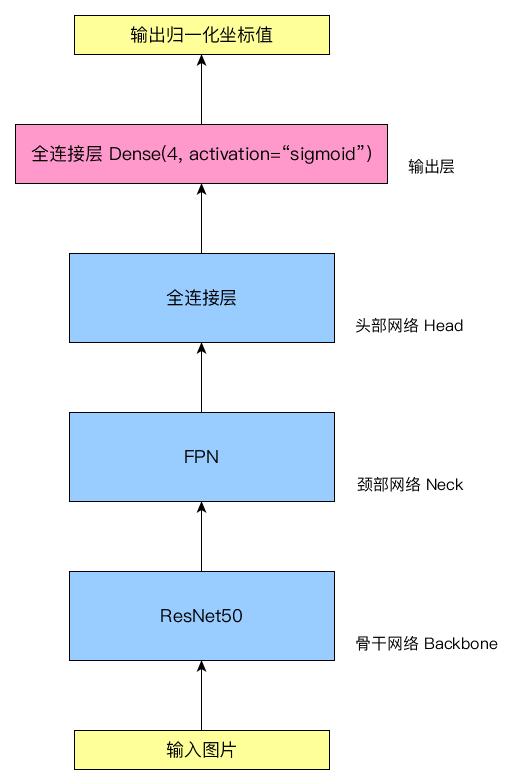 输出归一化坐标值
全连接层 Dense(4, activation=“sigmoid”)
输出层
全连接层
头部网络 Head
FPN
颈部网络 Neck
ResNet50
骨干网络 Backbone
输入图片